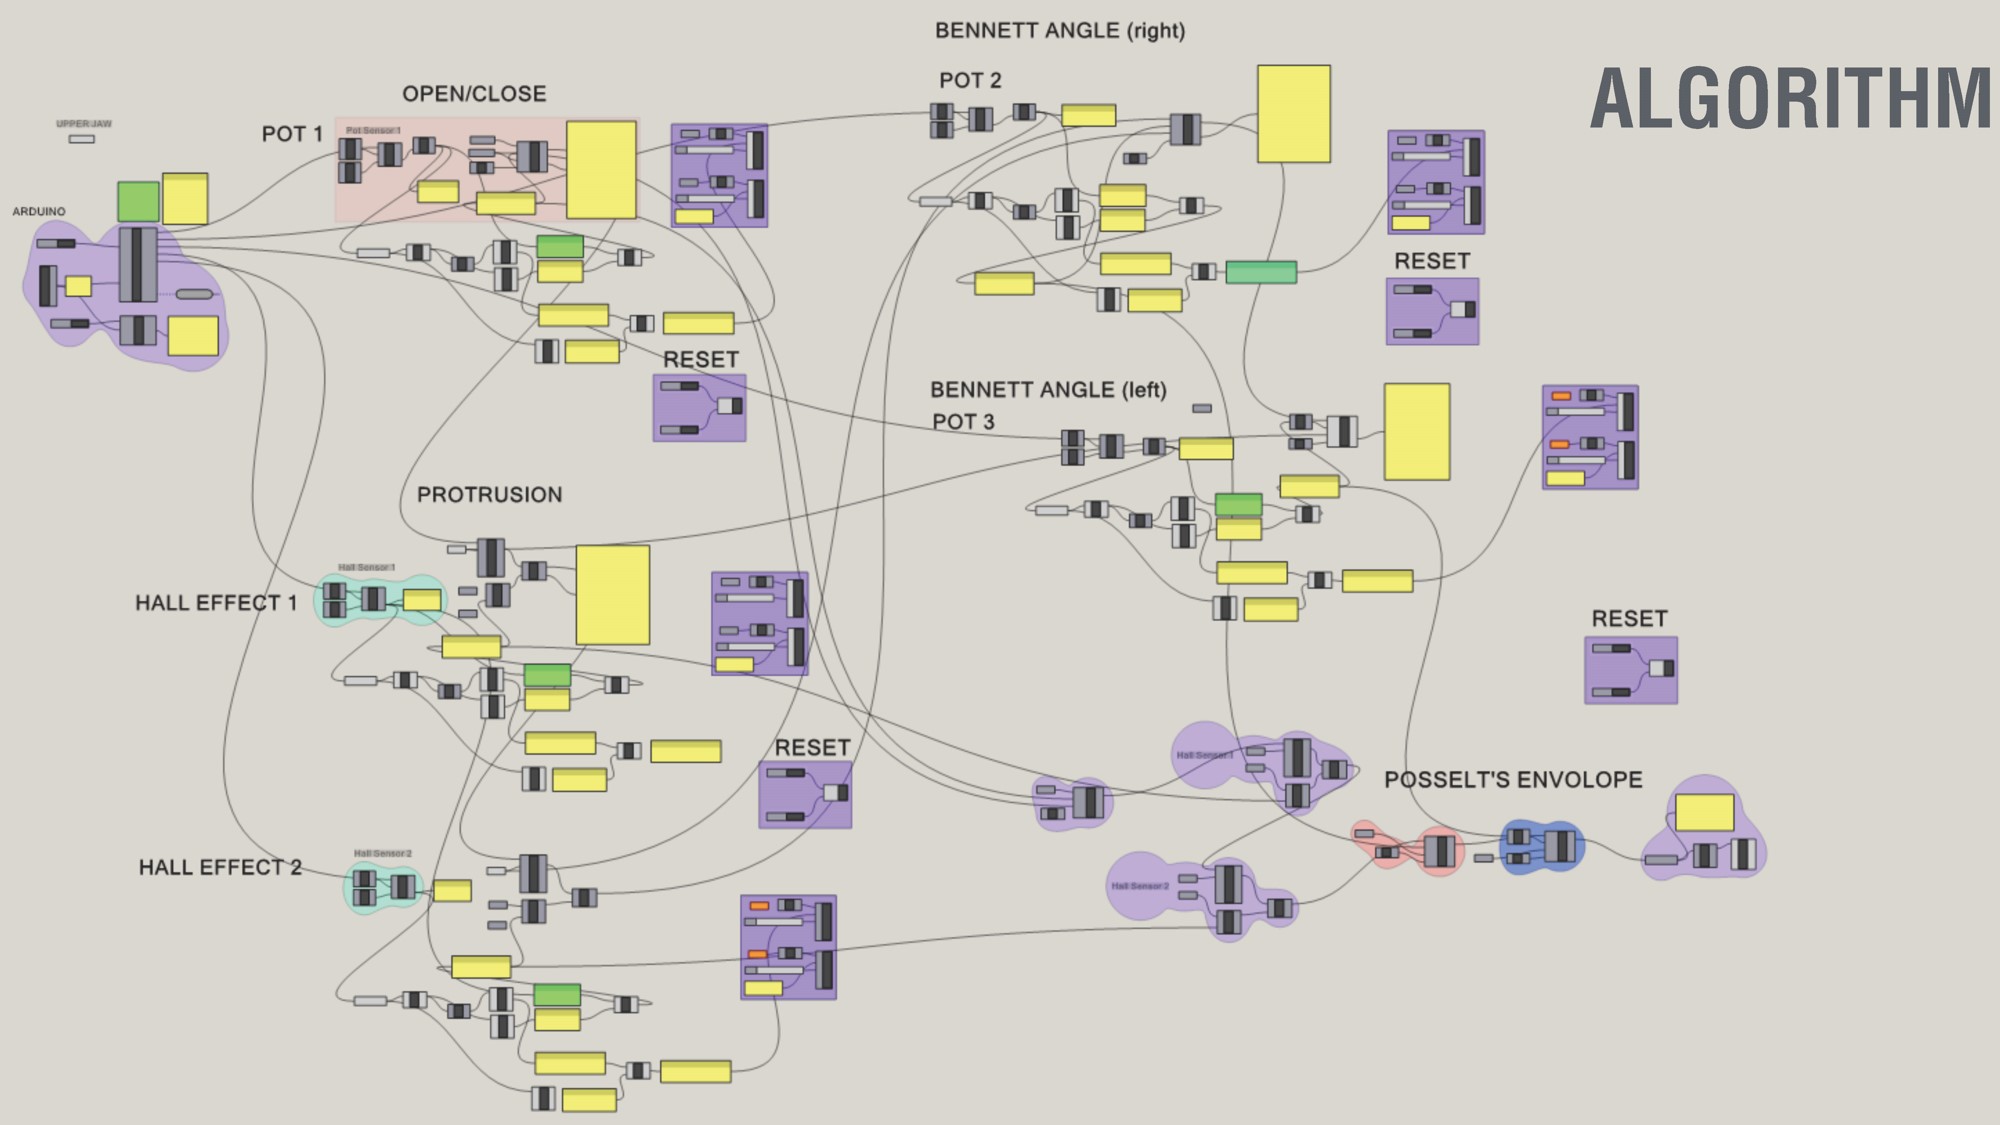 ALGORITHM
BENNETT ANGLE (right)
POT 2
OPEN/CLOSE
UPPER JAW
POT 1
Pot Sensor 1
ARDUINO
RESET
RESET
BENNETT ANGLE (left)
POT 3
PROTRUSION
Hall Sensor 1
HALL EFFECT 1
RESET
RESET
Hall Sensor 1
POSSELT'S ENVOLOPE
Hall Sensor 2
HALL EFFECT 2
Hall Sensor 2